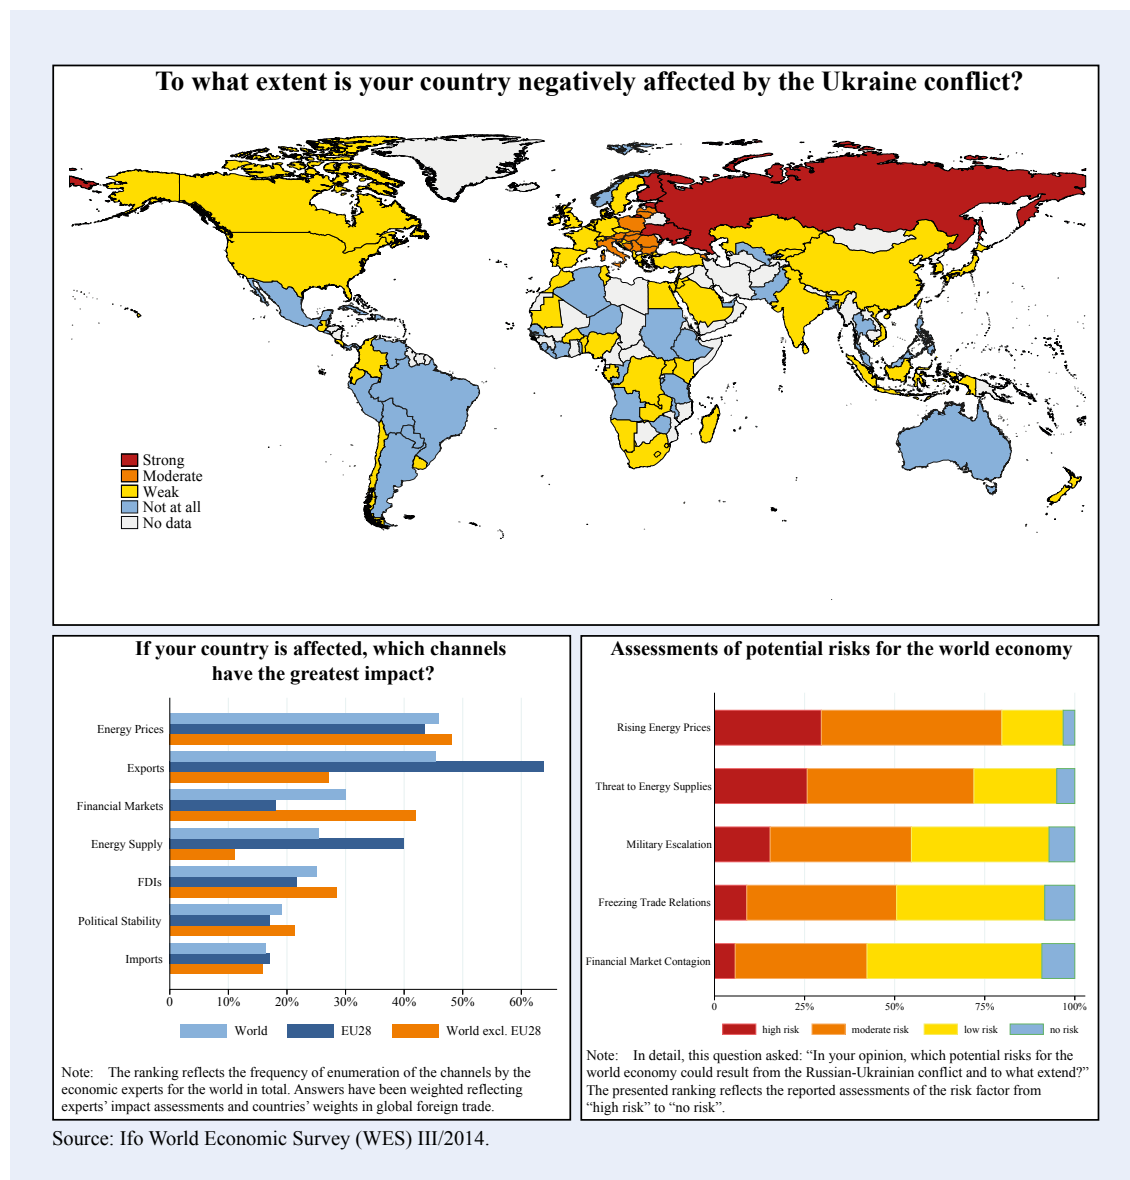 To what extent is your country negatively affected by the Ukraine conflict?
Strong
Moderate
Weak
Not at all
No data
If your country is affected, which channels
have the greatest impact?
Energy Prices
Exports
Financial Markets
Energy Supply
FDIs
Political Stability
Imports
0 10% 20% 30% 40% 50% 60%
World EU28 World excl. EU28
Note: The ranking reflects the frequency of enumeration of the channels by the
economic experts for the world in total. Answers have been weighted reflecting
experts' impact assessments and countries' weights in global foreign trade.
Assessments of potential risks for the world economy
Rising Energy Prices
Threat to Energy Supplies
Military Escalation
Freezing Trade Relations
Financial Market Contagion
0 25% 50% 75% 100%
high risk moderate risk low risk no risk
Note: In detail, this question asked: “In your opinion, which potential risks for the
world economy could result from the Russian-Ukrainian conflict and to what extend?”
The presented ranking reflects the reported assessments of the risk factor from
“high risk” to “no risk”.
Source: Ifo World Economic Survey (WES) III/2014.